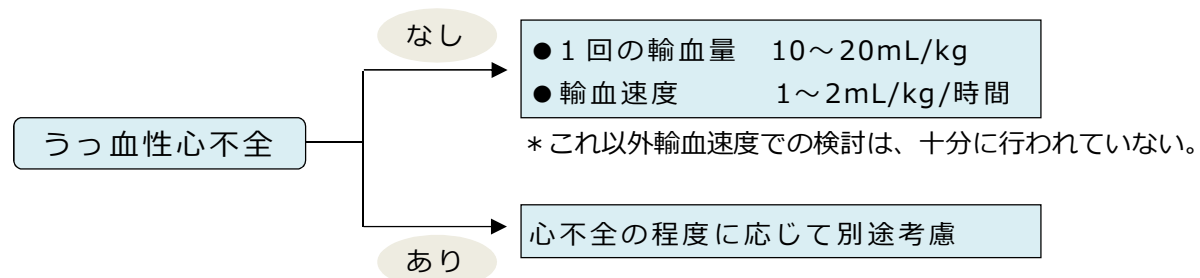 なし
●1回の輸血量 10～20mL/kg
●輸血速度 1～2mL/kg/時間
うっ血性心不全
＊これ以外輸血速度での検討は、十分に行われていない。
心不全の程度に応じて別途考慮
あり